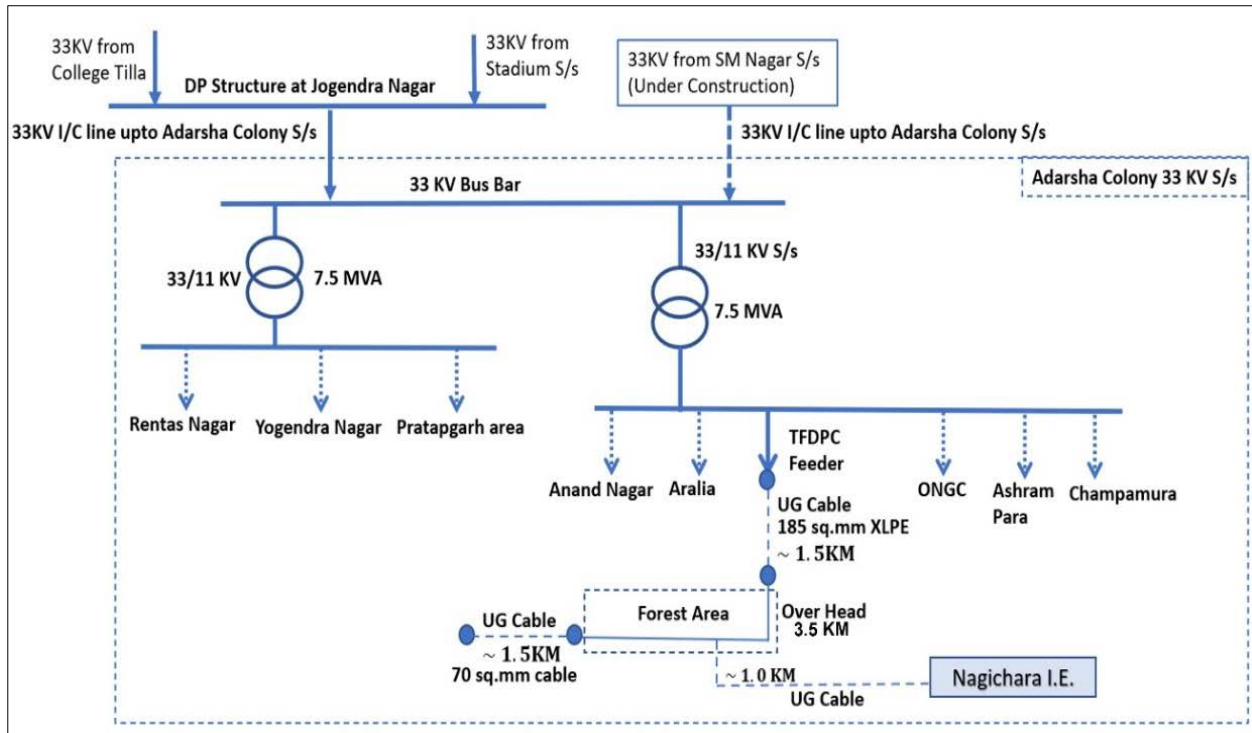 33KV from
College Tilla
33KV from
Stadium S/s
33KV from SM Nagar S/s
(Under Construction)
DP Structure at Jogendra Nagar
33KV I/C line upto Adarsha Colony S/s
33KV I/C line upto Adarsha Colony S/s
Adarsha Colony 33 KV S/s
33 KV Bus Bar
33/11 KV
7.5 MVA
33/11 KV S/s
7.5 MVA
Rentas Nagar
Yogendra Nagar
Pratapgarh area
TFDPC
Feeder
Anand Nagar
Aralia
ONGC
Ashram
Para
Champamura
UG Cable
185 sq.mm XLPE
~ 1.5KM
Forest Area
Over Head
3.5 KM
UG Cable
~ 1.5KM
70 sq.mm cable
~ 1.0 KM
UG Cable
Nagichara I.E.